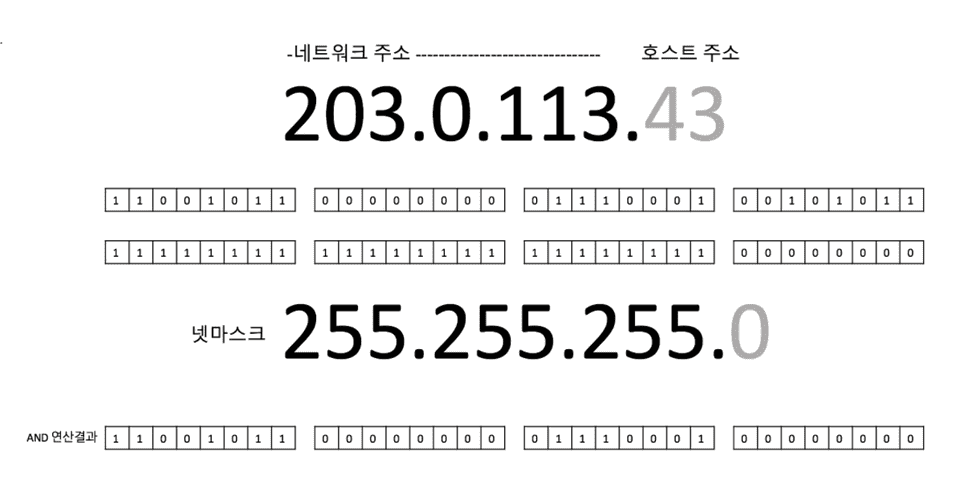 -네트워크 주소 -------------------------------- 호스트 주소
203.0.113.43
1 1 0 0 1 0 1 1 0 0 0 0 0 0 0 0 0 1 1 1 0 0 0 1 0 0 1 0 1 0 1 1
1 1 1 1 1 1 1 1 1 1 1 1 1 1 1 1 1 1 1 1 1 1 1 1 0 0 0 0 0 0 0 0
넷마스크 255.255.255.0
AND 연산결과 1 1 0 0 1 0 1 1 0 0 0 0 0 0 0 0 0 1 1 1 0 0 0 1 0 0 0 0 0 0 0 0